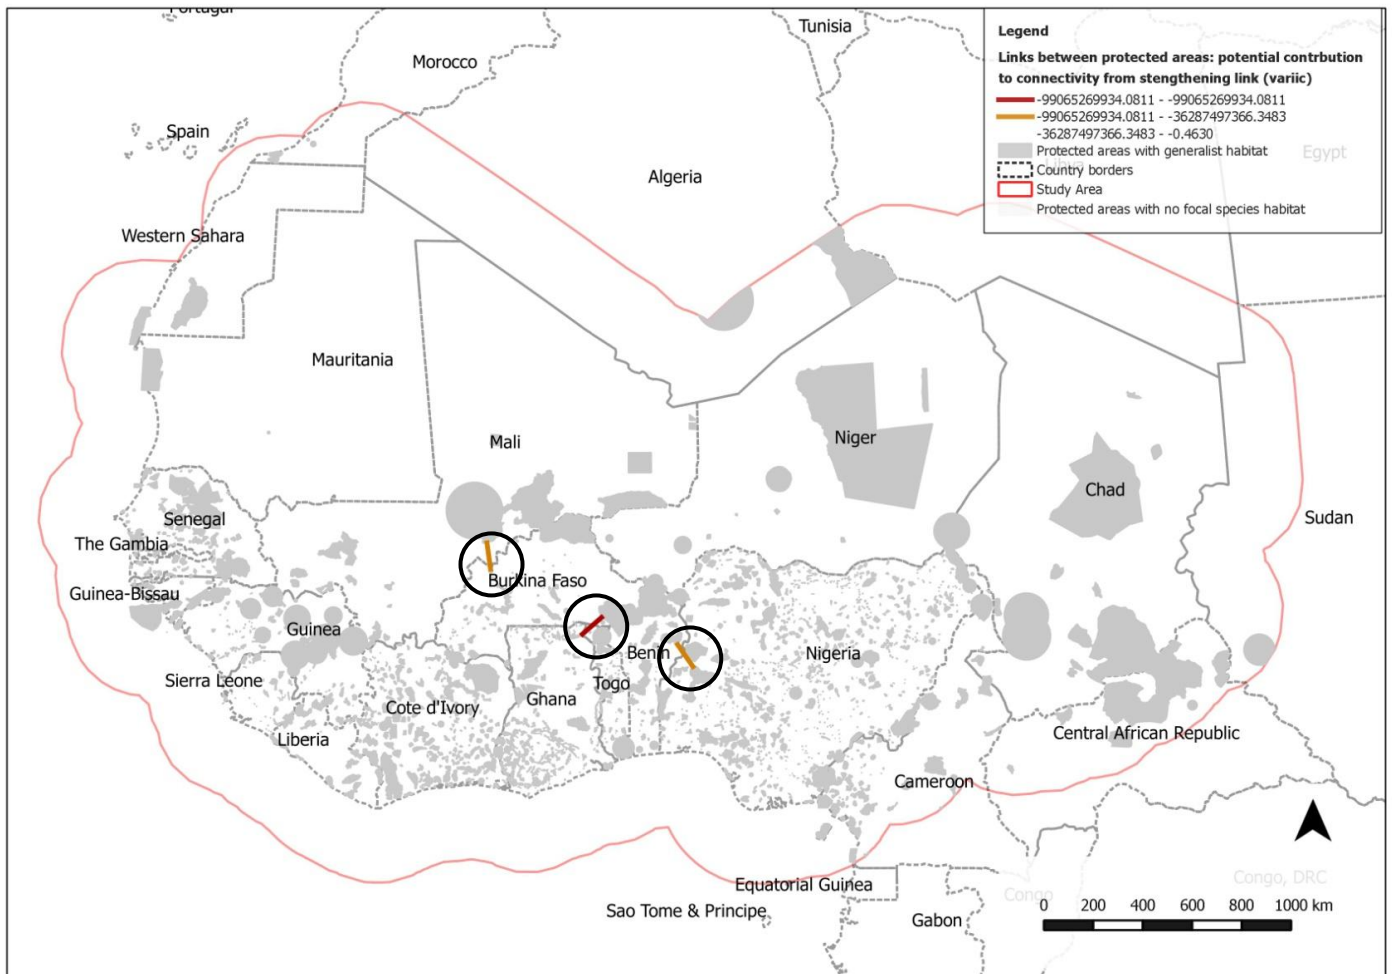 Portugal
Tunisia
Morocco
Spain
Algeria
Western Sahara
Mauritania
Mali
Niger
Chad
Sudan
Egypt
Libya
Senegal
The Gambia
Guinea-Bissau
Guinea
Sierra Leone
Liberia
Cote d'Ivory
Burkina Faso
Ghana
Togo
Benin
Nigeria
Cameroon
Central African Republic
Equatorial Guinea
Sao Tome & Principe
Gabon
Congo
Congo, DRC
Legend
Links between protected areas: potential contrbution
to connectivity from stengthening link (variic)
-99065269934.0811 - -99065269934.0811
-99065269934.0811 - -36287497366.3483
-36287497366.3483 - -0.4630
Protected areas with generalist habitat
Country borders
Study Area
Protected areas with no focal species habitat
0 200 400 600 800 1000 km